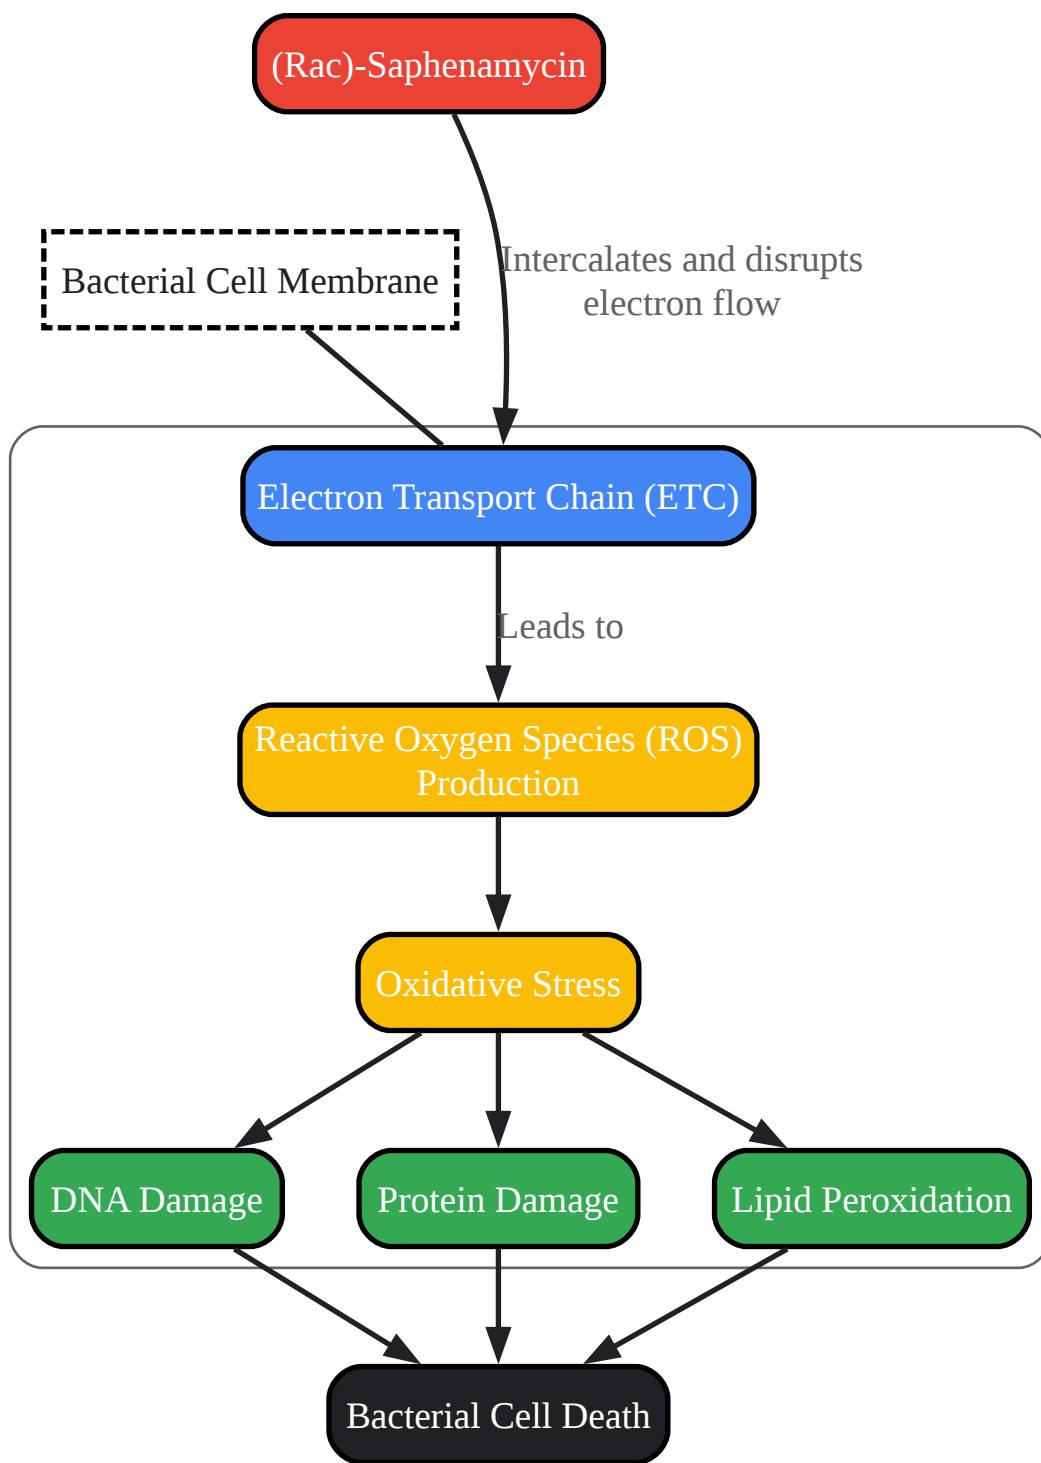 (Rac)-Saphenamycin
Intercalates and disrupts
electron flow
Bacterial Cell Membrane
Electron Transport Chain (ETC)
Leads to
Reactive Oxygen Species (ROS)
Production
Oxidative Stress
DNA Damage
Protein Damage
Lipid Peroxidation
Bacterial Cell Death